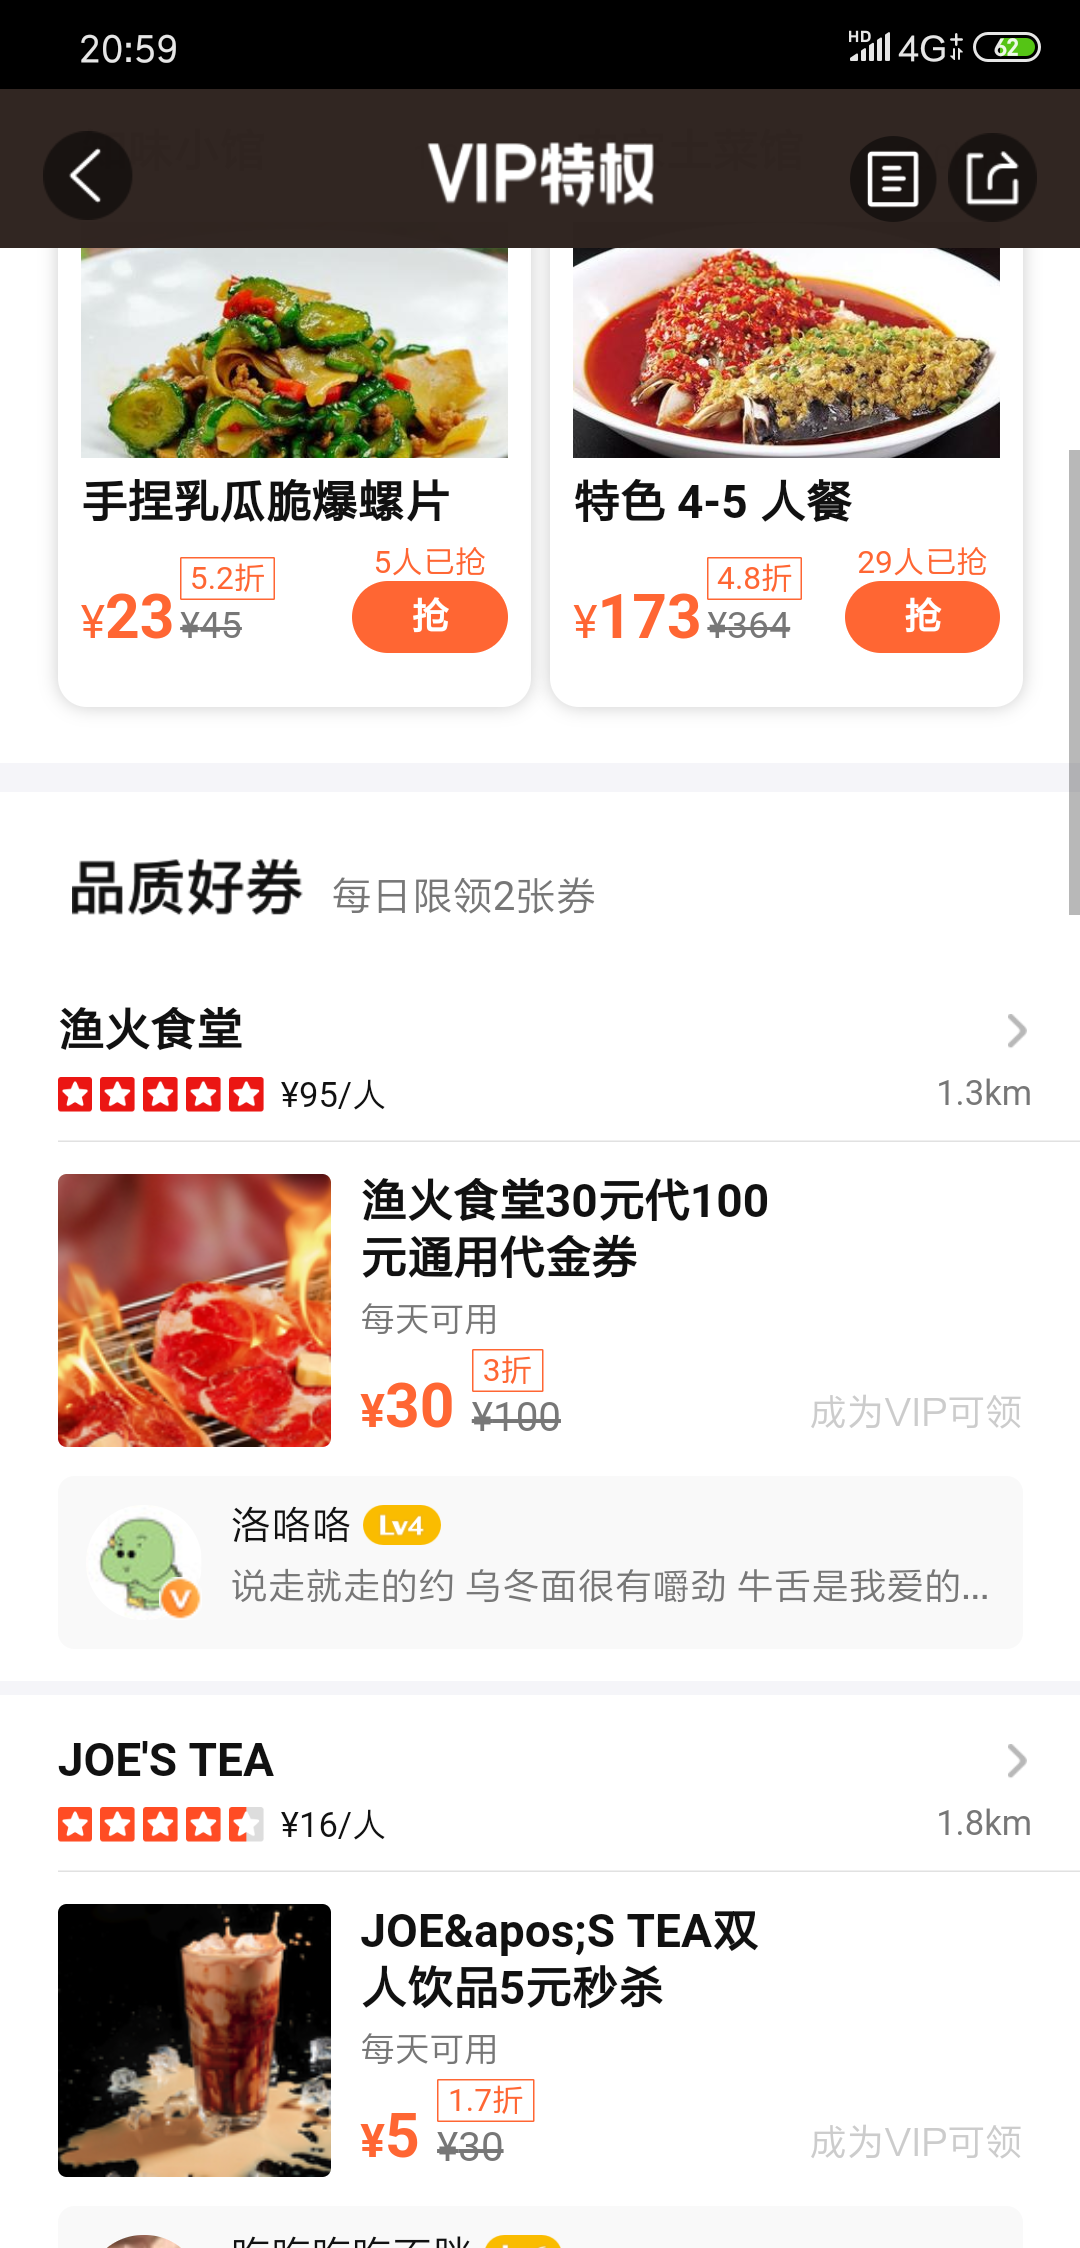 20:59
HD 4G 62
VIP特权
手捏乳瓜脆爆螺片
特色 4-5 人餐
¥23 5.2折 ¥45 5人已抢 抢
¥173 4.8折 ¥364 29人已抢 抢
品质好券 每日限领2张券
渔火食堂
¥95/人 1.3km
渔火食堂30元代100
元通用代金券
每天可用
¥30 3折 ¥100 成为VIP可领
洛咯咯 Lv4
说走就走的约 乌冬面很有嚼劲 牛舌是我爱的...
JOE'S TEA
¥16/人 1.8km
JOE&apos;S TEA双
人饮品5元秒杀
每天可用
¥5 1.7折 ¥30 成为VIP可领